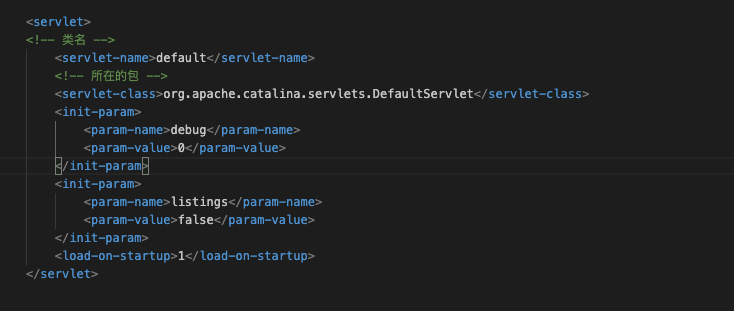 <servlet>
<!-- 类名 -->
<servlet-name>default</servlet-name>
<!-- 所在的包 -->
<servlet-class>org.apache.catalina.servlets.DefaultServlet</servlet-class>
<init-param>
<param-name>debug</param-name>
<param-value>0</param-value>
</init-param>
<init-param>
<param-name>listings</param-name>
<param-value>false</param-value>
</init-param>
<load-on-startup>1</load-on-startup>
</servlet>